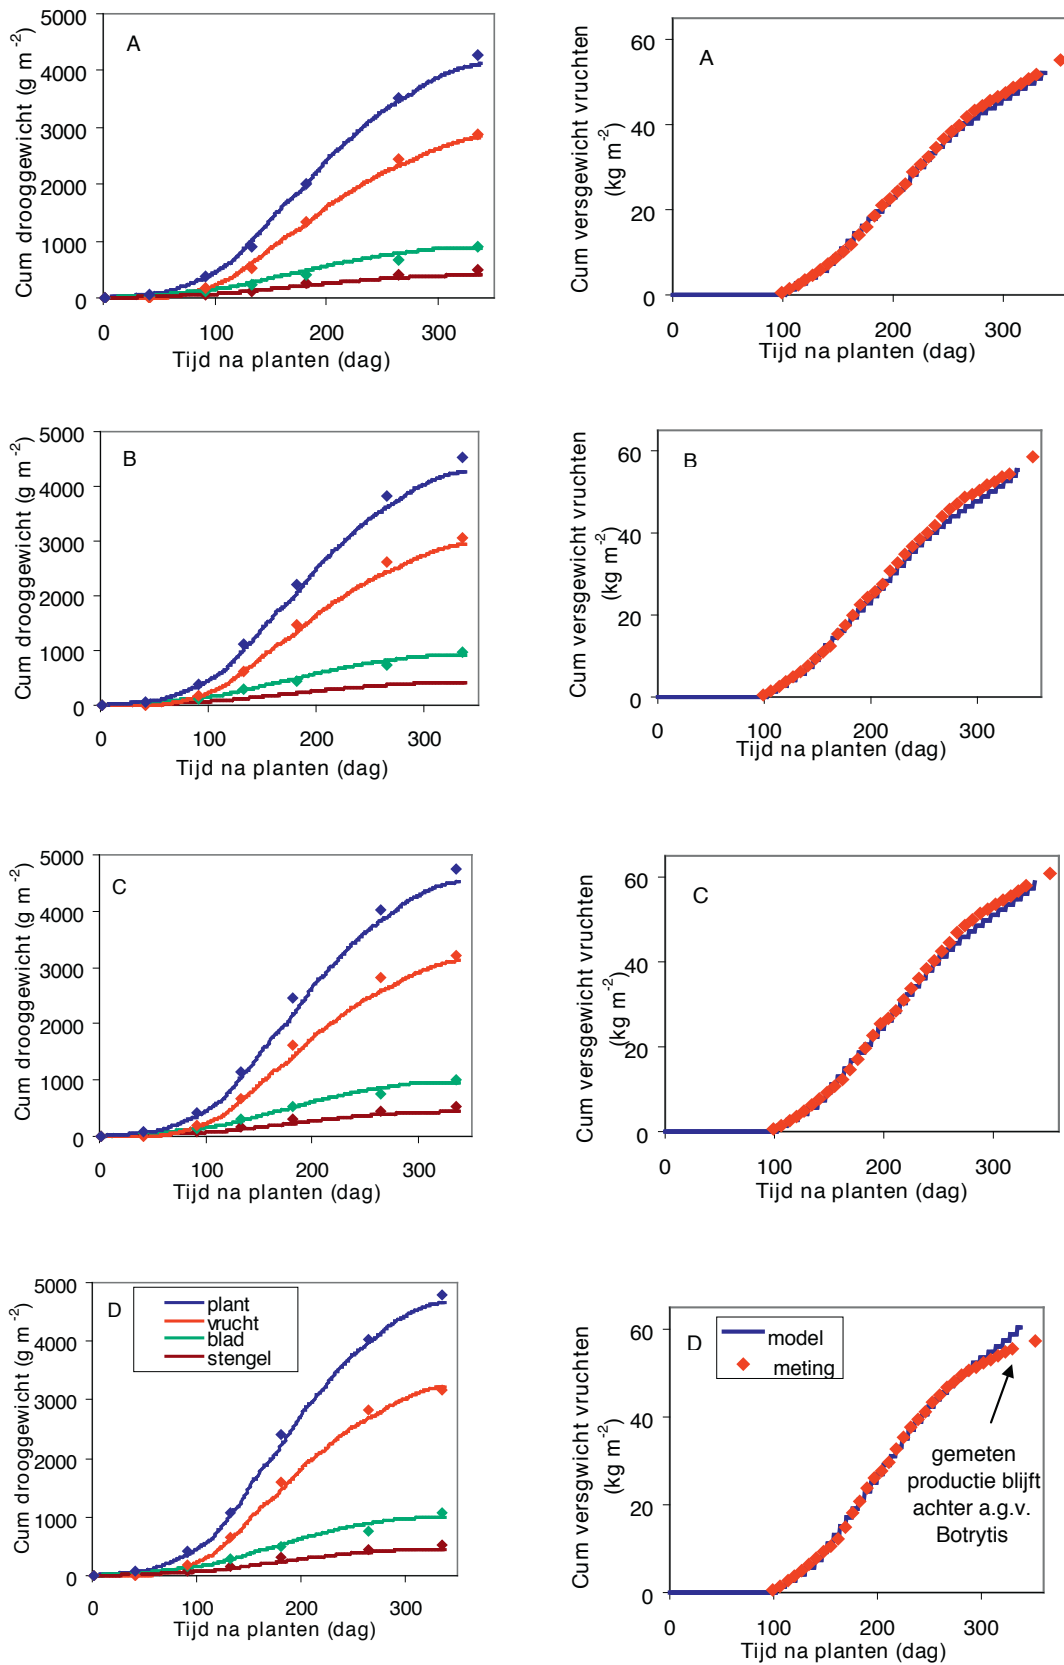 Cum drooggewicht (g m-2)
5000
4000
3000
2000
1000
0
A
0 100 200 300
Tijd na planten (dag)
Cum versgewicht vruchten
(kg m-2)
60
40
20
0
A
0 100 200 300
Tijd na planten (dag)
Cum drooggewicht (g m-2)
5000
4000
3000
2000
1000
0
B
0 100 200 300
Tijd na planten (dag)
Cum versgewicht vruchten
(kg m-2)
60
40
20
0
B
0 100 200 300
Tijd na planten (dag)
Cum drooggewicht (g m-2)
5000
4000
3000
2000
1000
0
C
0 100 200 300
Tijd na planten (dag)
Cum versgewicht vruchten
(kg m-2)
60
40
20
0
C
0 100 200 300
Tijd na planten (dag)
Cum drooggewicht (g m-2)
5000
4000
3000
2000
1000
0
D
plant
vrucht
blad
stengel
0 100 200 300
Tijd na planten (dag)
Cum versgwicht vruchten
(kg m-2)
60
40
20
0
D
model
meting
gemeten
productie blijft
achter a.g.v.
Botrytis
0 100 200 300
Tijd na planten (dag)